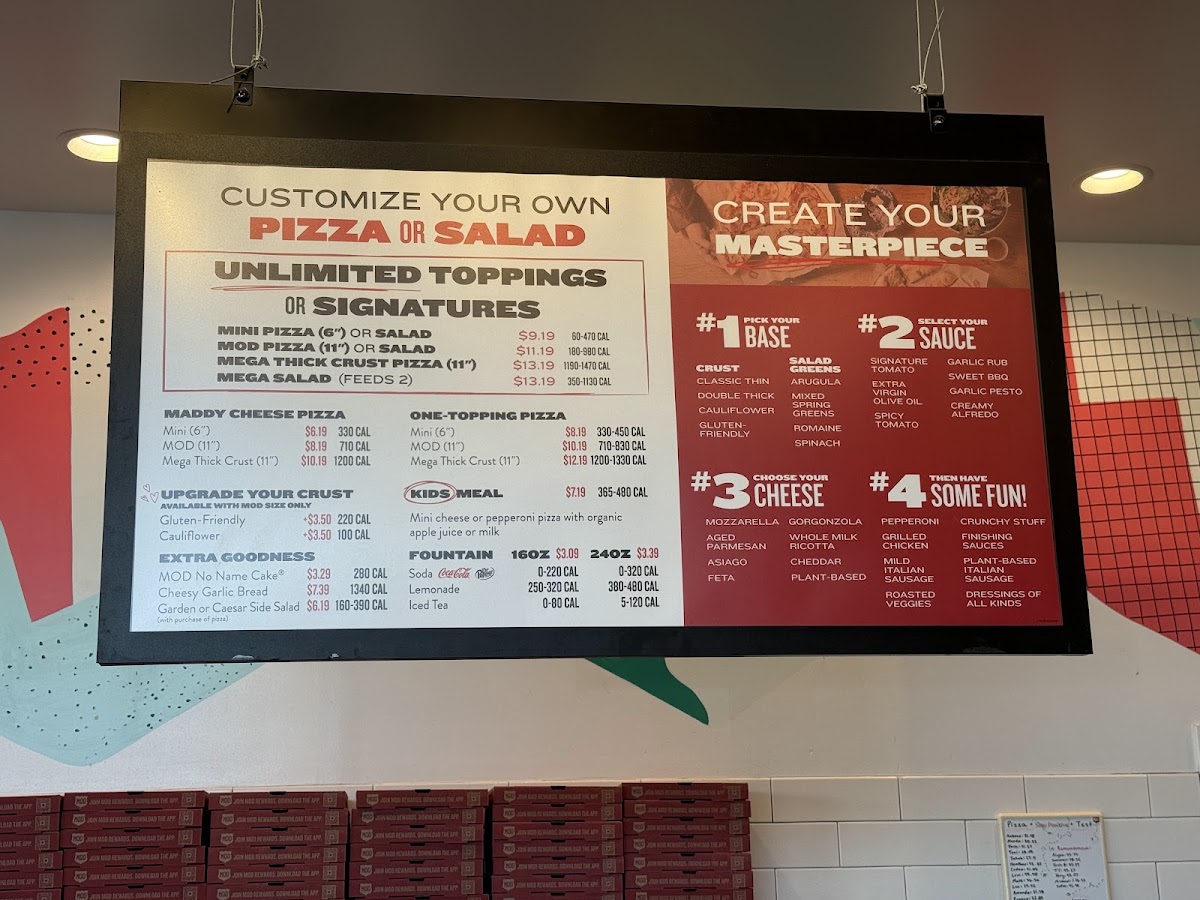 CUSTOMIZE YOUR OWN
PIZZA OR SALAD
UNLIMITED TOPPINGS
OR SIGNATURES
MINI PIZZA (6") OR SALAD $9.19 60-470 CAL
MOD PIZZA (11") OR SALAD $11.19 180-980 CAL
MEGA THICK CRUST PIZZA (11") $13.19 1190-1470 CAL
MEGA SALAD (FEEDS 2) $13.19 350-1130 CAL
MADDY CHEESE PIZZA
Mini (6") $6.19 330 CAL
MOD (11") $8.19 710 CAL
Mega Thick Crust (11") $10.19 1200 CAL
ONE-TOPPING PIZZA
Mini (6") $8.19 330-450 CAL
MOD (11") $10.19 710-830 CAL
Mega Thick Crust (11") $12.19 1200-1330 CAL
UPGRADE YOUR CRUST
AVAILABLE WITH MOD SIZE ONLY
Gluten-Friendly +$3.50 220 CAL
Cauliflower +$3.50 100 CAL
KIDS MEAL $7.19 365-480 CAL
Mini cheese or pepperoni pizza with organic
apple juice or milk
EXTRA GOODNESS
MOD No Name Cake® $3.29 280 CAL
Cheesy Garlic Bread $7.39 1340 CAL
Garden or Caesar Side Salad $6.19 160-390 CAL
(with purchase of pizza)
FOUNTAIN 16OZ $3.09 24OZ $3.39
Soda Coca-Cola 0-220 CAL 0-320 CAL
Lemonade 250-320 CAL 380-480 CAL
Iced Tea 0-80 CAL 5-120 CAL
CREATE YOUR
MASTERPIECE
#1 PICK YOUR
BASE
CRUST
CLASSIC THIN
DOUBLE THICK
CAULIFLOWER
GLUTEN-
FRIENDLY
SALAD
GREENS
ARUGULA
MIXED
SPRING
GREENS
ROMAINE
SPINACH
#2 SELECT YOUR
SAUCE
SIGNATURE
TOMATO
EXTRA
VIRGIN
OLIVE OIL
SPICY
TOMATO
GARLIC RUB
SWEET BBQ
GARLIC PESTO
CREAMY
ALFREDO
#3 CHOOSE YOUR
CHEESE
MOZZARELLA
AGED
PARMESAN
ASIAGO
FETA
GORGONZOLA
WHOLE MILK
RICOTTA
CHEDDAR
PLANT-BASED
#4 THEN HAVE
SOME FUN!
PEPPERONI
GRILLED
CHICKEN
MILD
ITALIAN
SAUSAGE
ROASTED
VEGGIES
CRUNCHY STUFF
FINISHING
SAUCES
PLANT-BASED
ITALIAN
SAUSAGE
DRESSINGS OF
ALL KINDS
JOIN MOD REWARDS. DOWNLOAD THE APP.